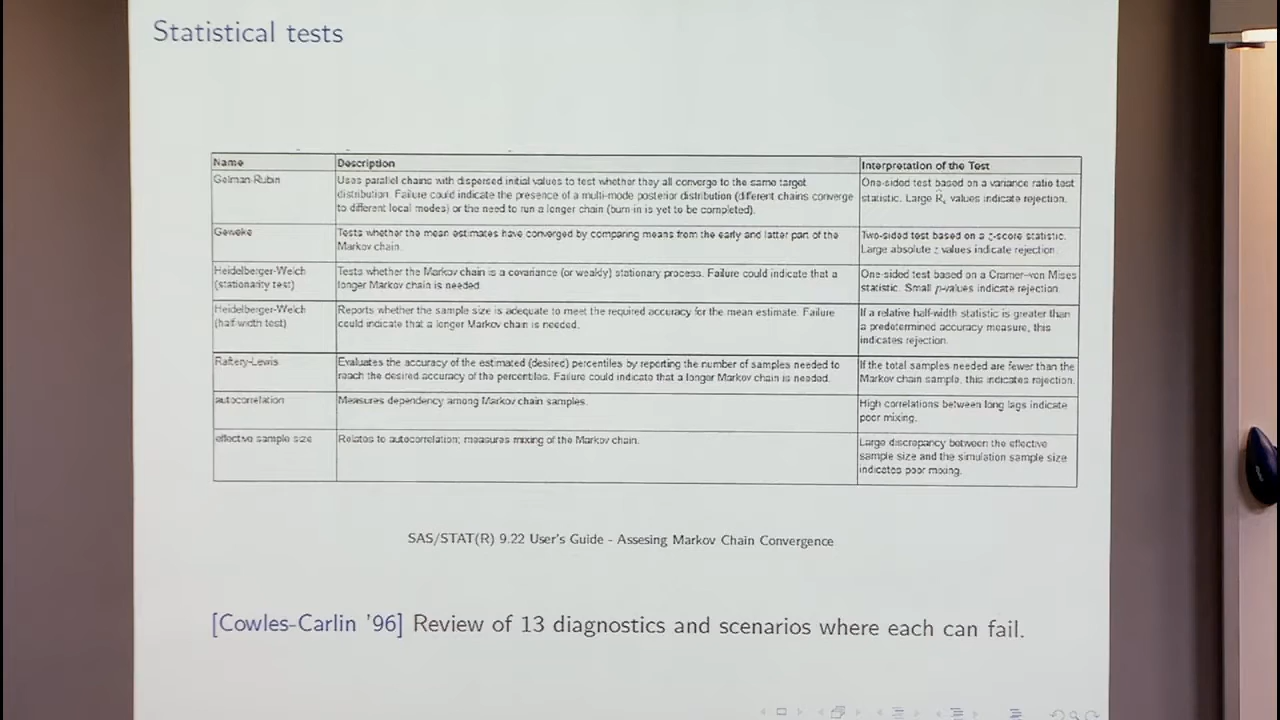 Statistical tests
Name Description Interpretation of the Test
Gelman-Rubin
Uses parallel chains with dispersed initial values to test whether they all converge to the same target
distribution. Failure could indicate the presence of a multi-mode posterior distribution (different chains converge
to different local modes) or the need to run a longer chain (burn-in is yet to be completed).
One-sided test based on a variance ratio test
statistic. Large R̂c values indicate rejection.
Geweke
Tests whether the mean estimates have converged by comparing means from the early and latter part of the
Markov chain.
Two-sided test based on a z-score statistic.
Large absolute z values indicate rejection.
Heidelberger-Welch
(stationarity test)
Tests whether the Markov chain is a covariance (or weakly) stationary process. Failure could indicate that a
longer Markov chain is needed.
One-sided test based on a Cramer-von Mises
statistic. Small p-values indicate rejection.
Heidelberger-Welch
(half-width test)
Reports whether the sample size is adequate to meet the required accuracy for the mean estimate. Failure
could indicate that a longer Markov chain is needed.
If a relative half-width statistic is greater than
a predetermined accuracy measure, this
indicates rejection.
Raftery-Lewis
Evaluates the accuracy of the estimated (desired) percentiles by reporting the number of samples needed to
reach the desired accuracy of the percentiles. Failure could indicate that a longer Markov chain is needed.
If the total samples needed are fewer than the
Markov chain sample, this indicates rejection.
autocorrelation
Measures dependency among Markov chain samples.
High correlations between long lags indicate
poor mixing.
effective sample size
Relates to autocorrelation; measures mixing of the Markov chain.
Large discrepancy between the effective
sample size and the simulation sample size
indicates poor mixing.
SAS/STAT(R) 9.22 User's Guide - Assesing Markov Chain Convergence
[Cowles-Carlin '96] Review of 13 diagnostics and scenarios where each can fail.